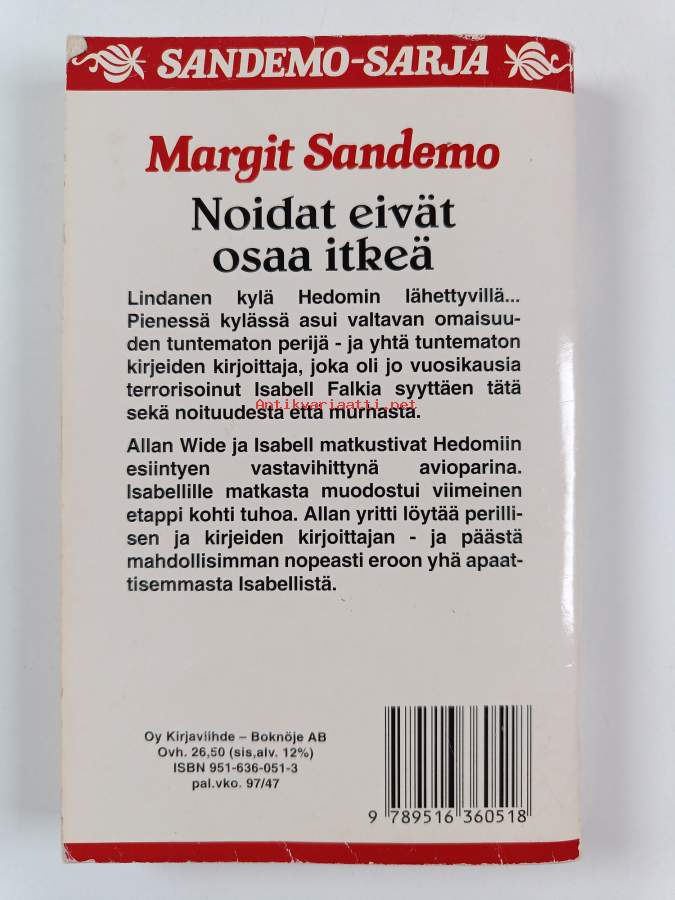 SANDEMO-SARJA
Margit Sandemo
Noidat eivät
osaa itkeä
Lindanen kylä Hedomin lähettyvillä...
Pienessä kylässä asui valtavan omaisuu-
den tuntematon perijä - ja yhtä tuntematon
kirjeiden kirjoittaja, joka oli jo vuosikausia
terrorisoinut Isabell Falkia syyttäen tätä
sekä noituudesta että murhasta.
Antikvariaatti.net
Allan Wide ja Isabell matkustivat Hedomiin
esiintyen vastavihittynä avioparina.
Isabellille matkasta muodostui viimeinen
etappi kohti tuhoa. Allan yritti löytää perilli-
sen ja kirjeiden kirjoittajan - ja päästä
mahdollisimman nopeasti eroon yhä apaat-
tisemmasta Isabellistä.
Oy Kirjaviihde – Boknöje AB
Ovh. 26,50 (sis,alv. 12%)
ISBN 951-636-051-3
pal.vko. 97/47
9 789516 360518